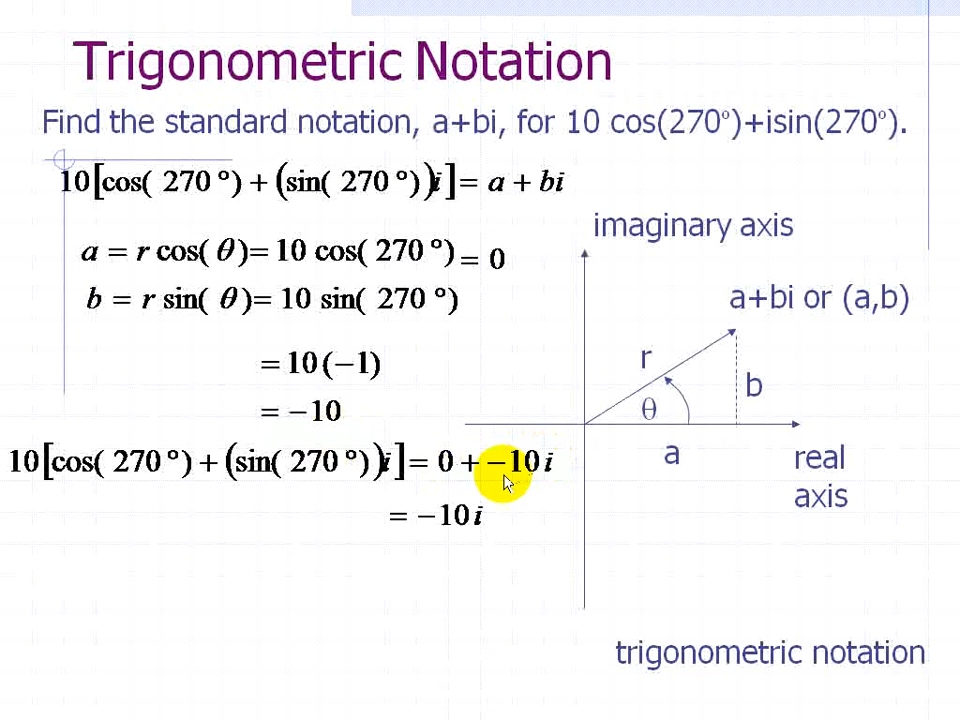 Trigonometric Notation
Find the standard notation, a+bi, for 10 cos(270°)+isin(270°).
10[cos( 270 °) + (sin( 270 °))i] = a + bi
a = r cos( θ )= 10 cos( 270 °) = 0
b = r sin( θ )= 10 sin( 270 °)
= 10 (−1)
= −10
10[cos( 270 °) + (sin( 270 °))i] = 0 + −10 i
= −10 i
imaginary axis
a+bi or (a,b)
r
b
θ
a
real
axis
trigonometric notation